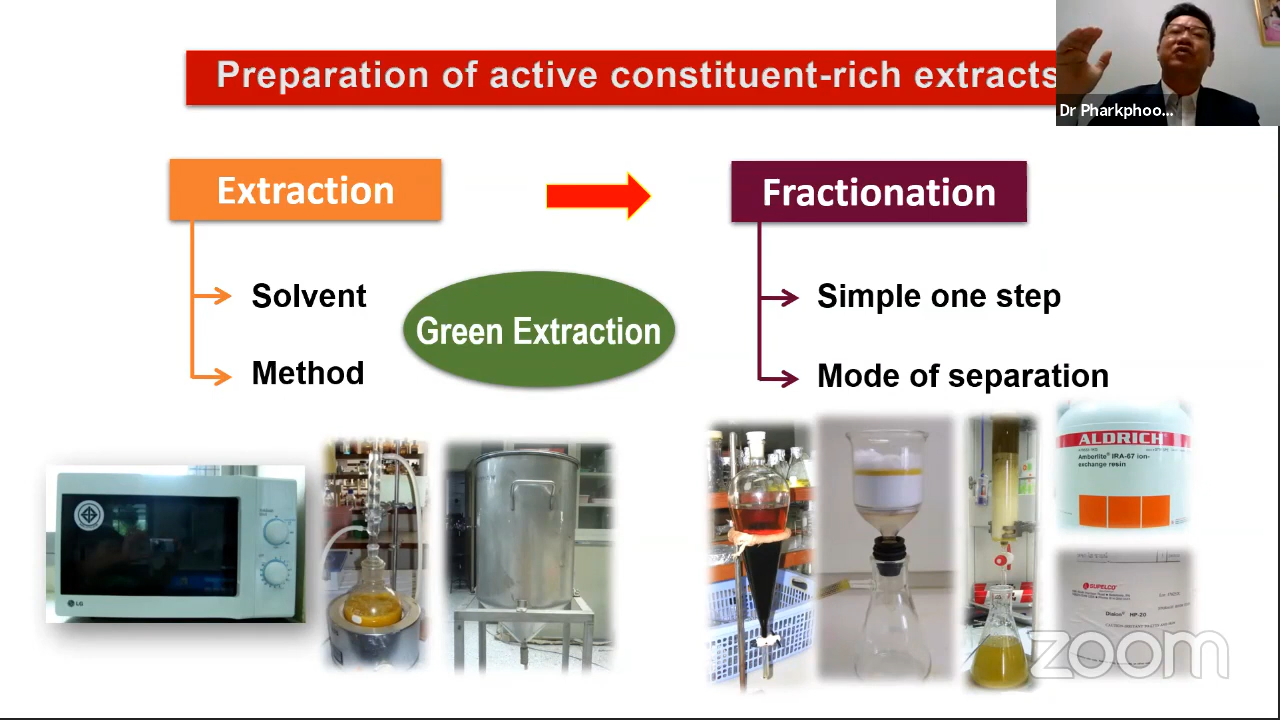 Preparation of active constituent-rich extracts
Dr Pharkphoo...
Extraction
Fractionation
Solvent
Simple one step
Green Extraction
Method
Mode of separation
ALDRICH
Amberlite® IRA-67 ion-
exchange resin
SUPELCO
Diaion® HP-20
LG
zoom